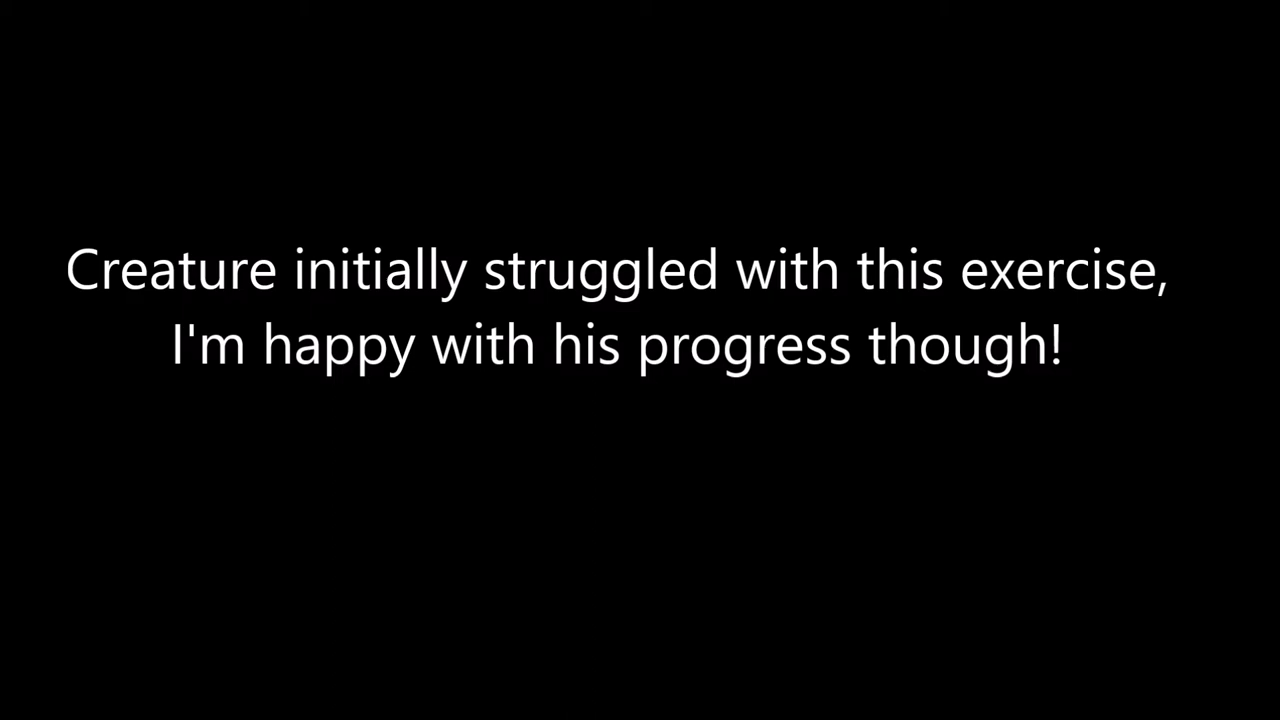 Creature initially struggled with this exercise,
I'm happy with his progress though!